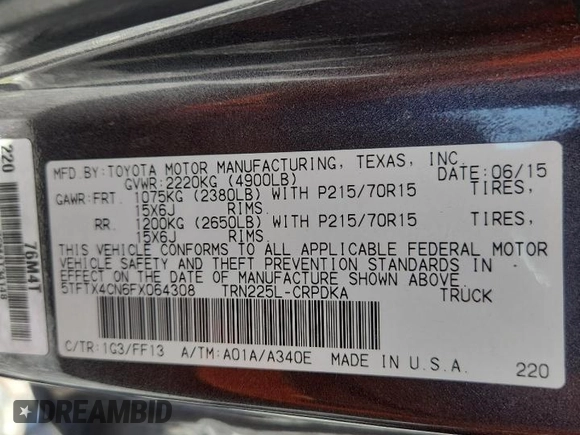 MFD.BY:TOYOTA MOTOR MANUFACTURING, TEXAS, INC.
GVWR:2220KG (4900LB) DATE: 06/15
GAWR:FRT. 1075KG (2380LB) WITH P215/70R15 TIRES,
15X6J RIMS.
RR. 1200KG (2650LB) WITH P215/70R15 TIRES,
15X6J RIMS.
THIS VEHICLE CONFORMS TO ALL APPLICABLE FEDERAL MOTOR
VEHICLE SAFETY AND THEFT PREVENTION STANDARDS IN
EFFECT ON THE DATE OF MANUFACTURE SHOWN ABOVE.
5TFTX4CN6FX064308 TRN225L-CRPDKA TRUCK
C/TR:1G3/FF13 A/TM:A01A/A340E MADE IN U.S.A.
220
220
76M4T
DREAMBID